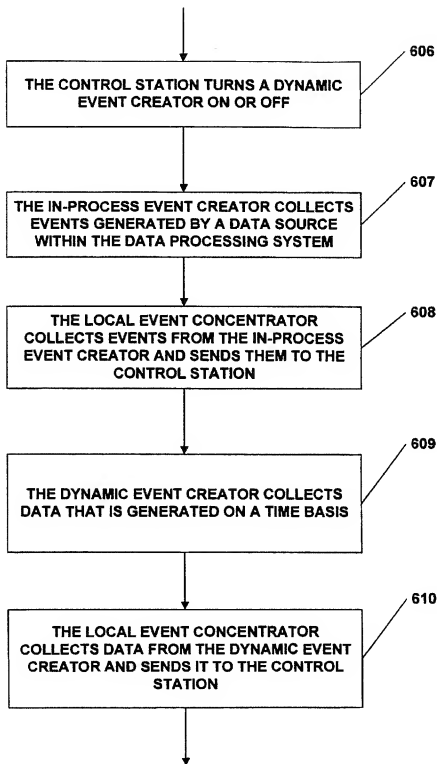 606
THE CONTROL STATION TURNS A DYNAMIC
EVENT CREATOR ON OR OFF
607
THE IN-PROCESS EVENT CREATOR COLLECTS
EVENTS GENERATED BY A DATA SOURCE
WITHIN THE DATA PROCESSING SYSTEM
608
THE LOCAL EVENT CONCENTRATOR
COLLECTS EVENTS FROM THE IN-PROCESS
EVENT CREATOR AND SENDS THEM TO THE
CONTROL STATION
609
THE DYNAMIC EVENT CREATOR COLLECTS
DATA THAT IS GENERATED ON A TIME BASIS
610
THE LOCAL EVENT CONCENTRATOR
COLLECTS DATA FROM THE DYNAMIC EVENT
CREATOR AND SENDS IT TO THE CONTROL
STATION